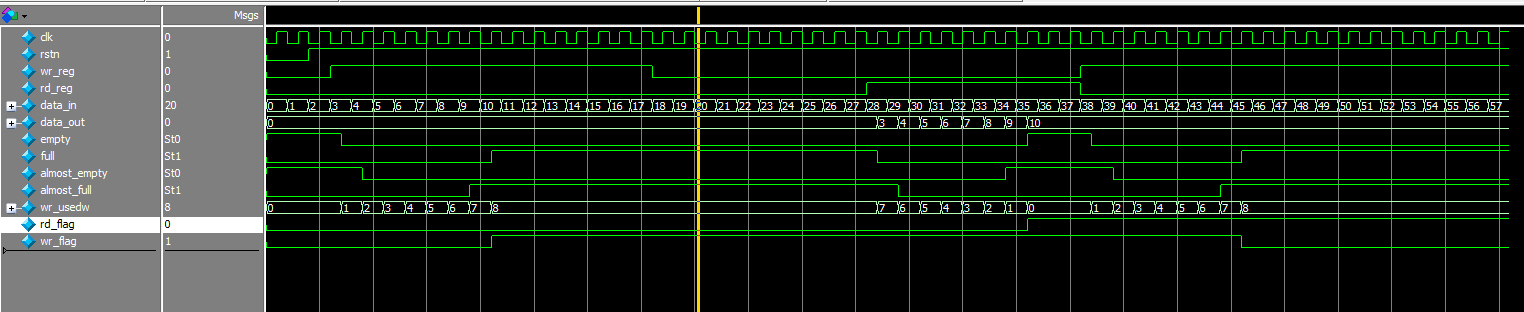 Msgs
clk 0
rstn 1
wr_reg 0
rd_reg 0
data_in 20 0 1 2 3 4 5 6 7 8 9 10 11 12 13 14 15 16 17 18 19 20 21 22 23 24 25 26 27 28 29 30 31 32 33 34 35 36 37 38 39 40 41 42 43 44 45 46 47 48 49 50 51 52 53 54 55 56 57
data_out 0 0 3 4 5 6 7 8 9 10
empty St0
full St1
almost_empty St0
almost_full St1
wr_usedw 8 0 1 2 3 4 5 6 7 8 7 6 5 4 3 2 1 0 1 2 3 4 5 6 7 8
rd_flag 0
wr_flag 1